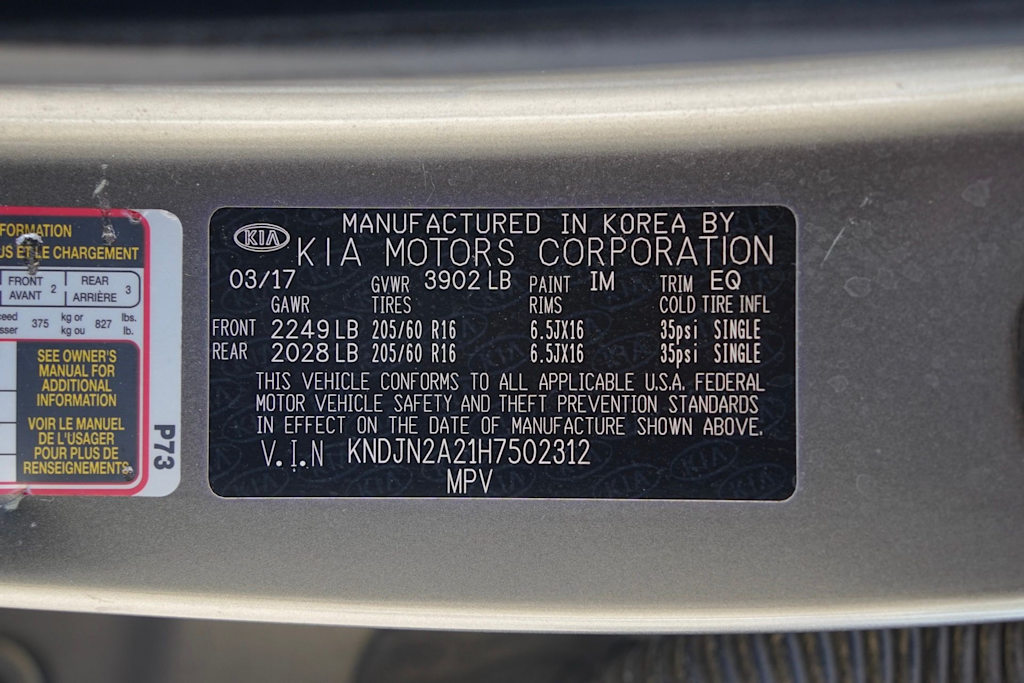 FORMATION
US ET LE CHARGEMENT
FRONT
AVANT 2
REAR
ARRIÈRE 3
375 kg or
kg ou 827 lbs.
lb.
SEE OWNER'S
MANUAL FOR
ADDITIONAL
INFORMATION
VOIR LE MANUEL
DE L'USAGER
POUR PLUS DE
RENSEIGNEMENTS
P73
KIA
MANUFACTURED IN KOREA BY
KIA MOTORS CORPORATION
03/17 GVWR 3902 LB PAINT IM TRIM EQ
GAWR TIRES RIMS COLD TIRE INFL
FRONT 2249 LB 205/60 R16 6.5JX16 35psi SINGLE
REAR 2028 LB 205/60 R16 6.5JX16 35psi SINGLE
THIS VEHICLE CONFORMS TO ALL APPLICABLE U.S.A. FEDERAL
MOTOR VEHICLE SAFETY AND THEFT PREVENTION STANDARDS
IN EFFECT ON THE DATE OF MANUFACTURE SHOWN ABOVE.
V.I.N KNDJN2A21H7502312
MPV